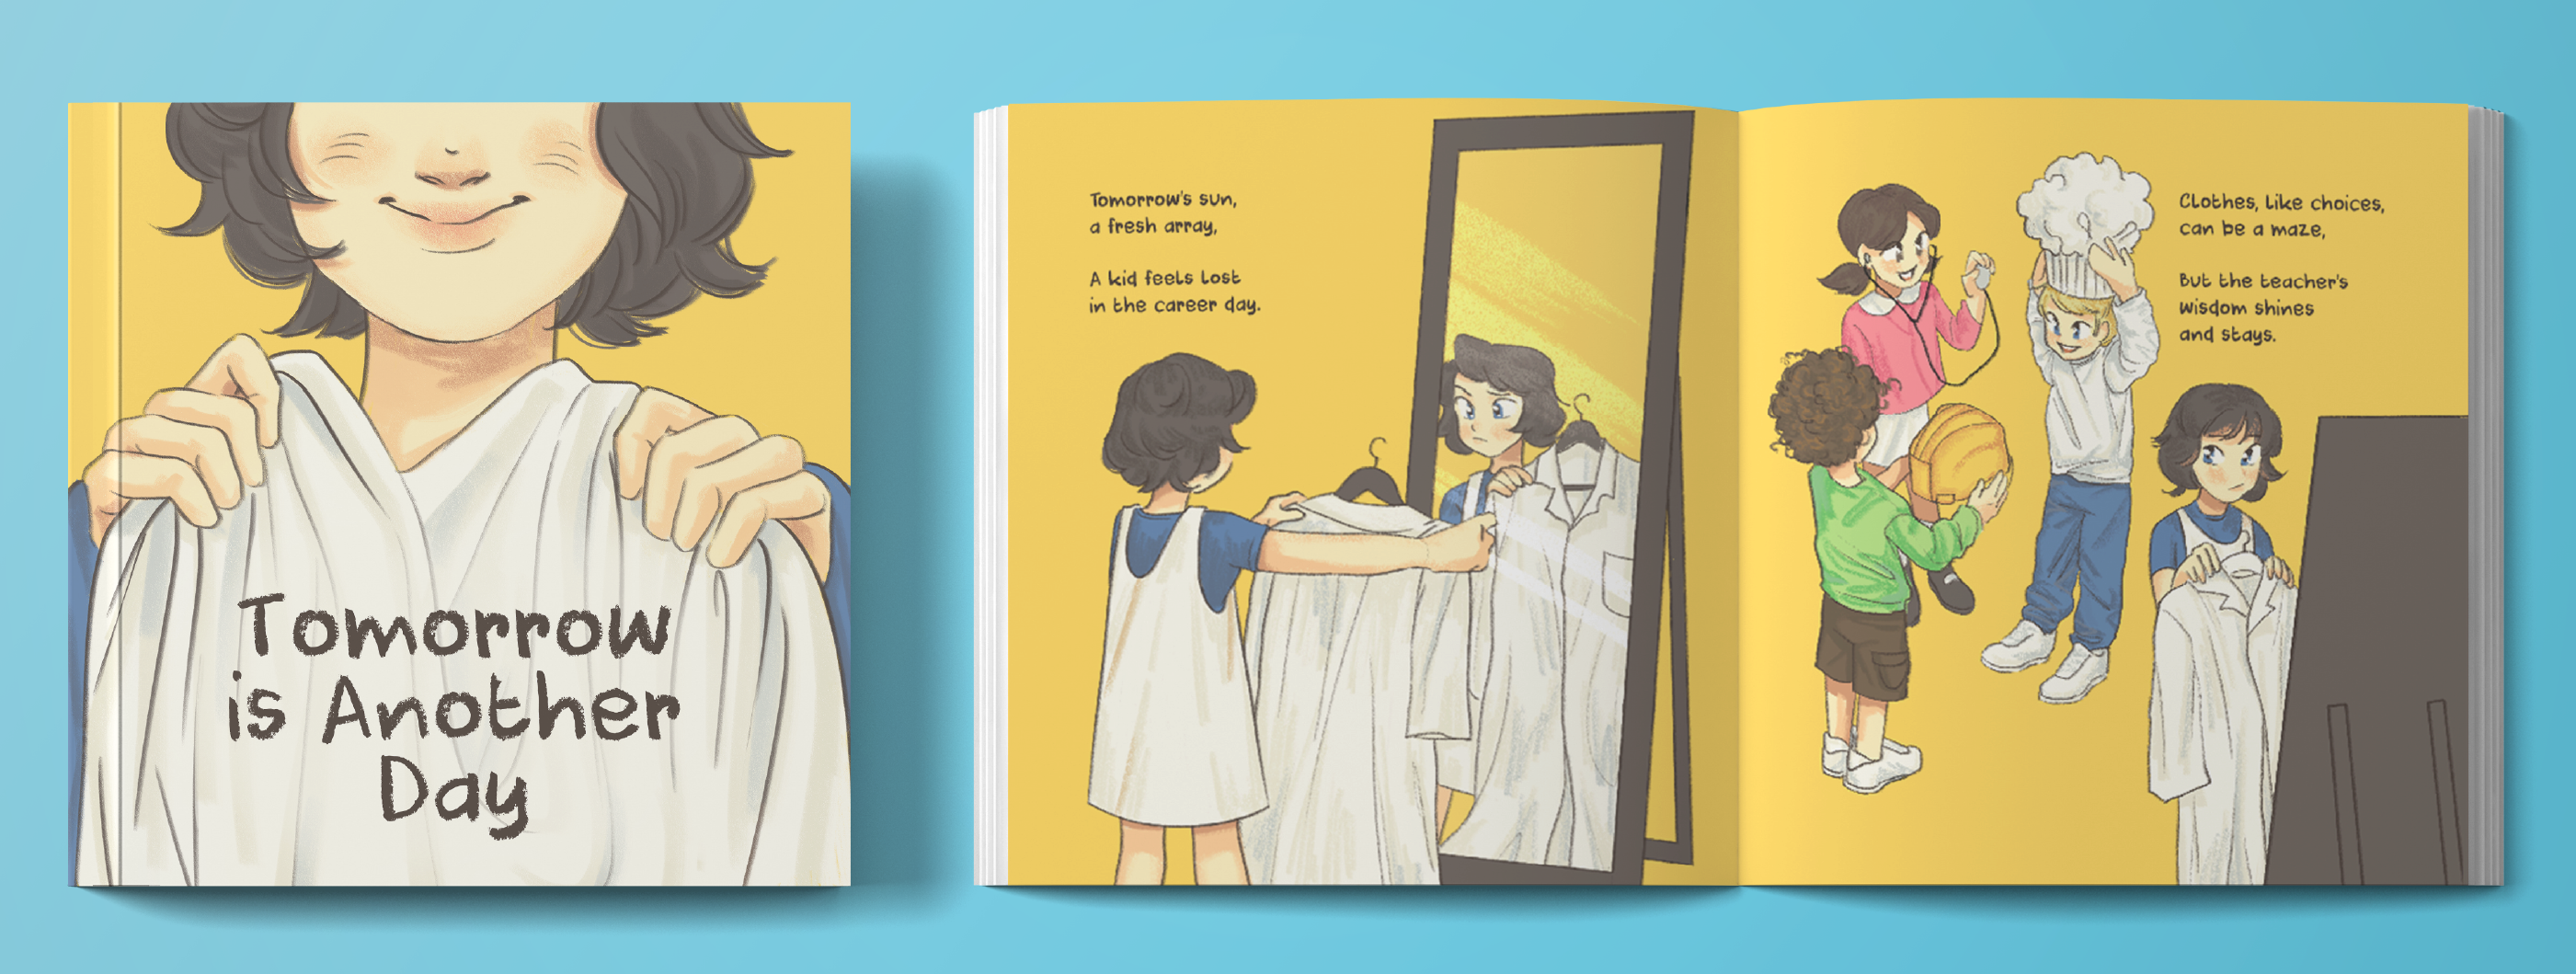 Tomorrow
is Another
Day
Tomorrow's sun,
a fresh array,
A kid feels lost
in the career day.
Clothes, like choices,
can be a maze,
But the teacher's
wisdom shines
and stays.